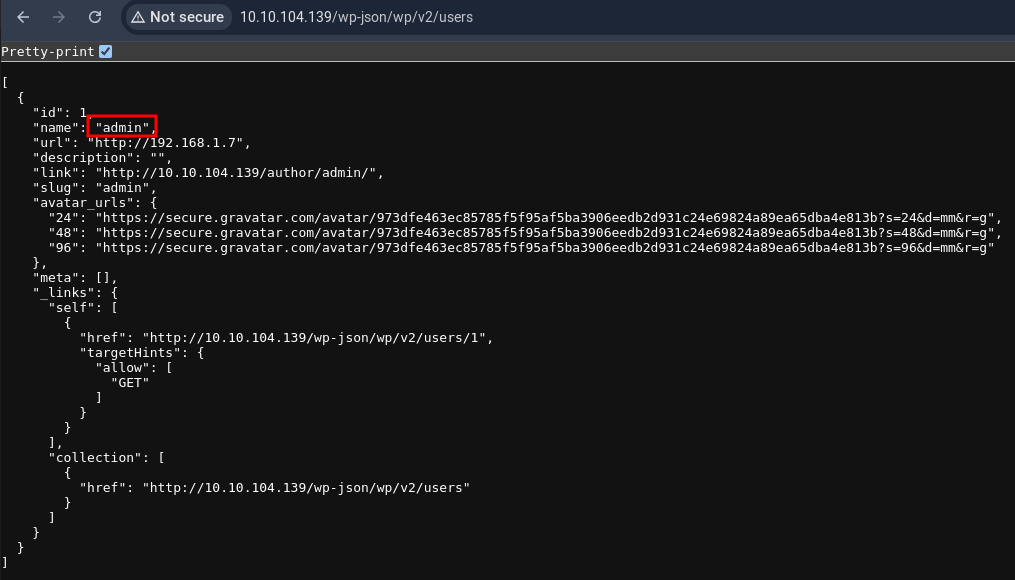 Not secure 10.10.104.139/wp-json/wp/v2/users
Pretty-print
[
  {
    "id": 1,
    "name": "admin",
    "url": "http://192.168.1.7",
    "description": "",
    "link": "http://10.10.104.139/author/admin/",
    "slug": "admin",
    "avatar_urls": {
      "24": "https://secure.gravatar.com/avatar/973dfe463ec85785f5f95af5ba3906eedb2d931c24e69824a89ea65dba4e813b?s=24&d=mm&r=g",
      "48": "https://secure.gravatar.com/avatar/973dfe463ec85785f5f95af5ba3906eedb2d931c24e69824a89ea65dba4e813b?s=48&d=mm&r=g",
      "96": "https://secure.gravatar.com/avatar/973dfe463ec85785f5f95af5ba3906eedb2d931c24e69824a89ea65dba4e813b?s=96&d=mm&r=g"
    },
    "meta": [],
    "_links": {
      "self": [
        {
          "href": "http://10.10.104.139/wp-json/wp/v2/users/1",
          "targetHints": {
            "allow": [
              "GET"
            ]
          }
        }
      ],
      "collection": [
        {
          "href": "http://10.10.104.139/wp-json/wp/v2/users"
        }
      ]
    }
  }
]